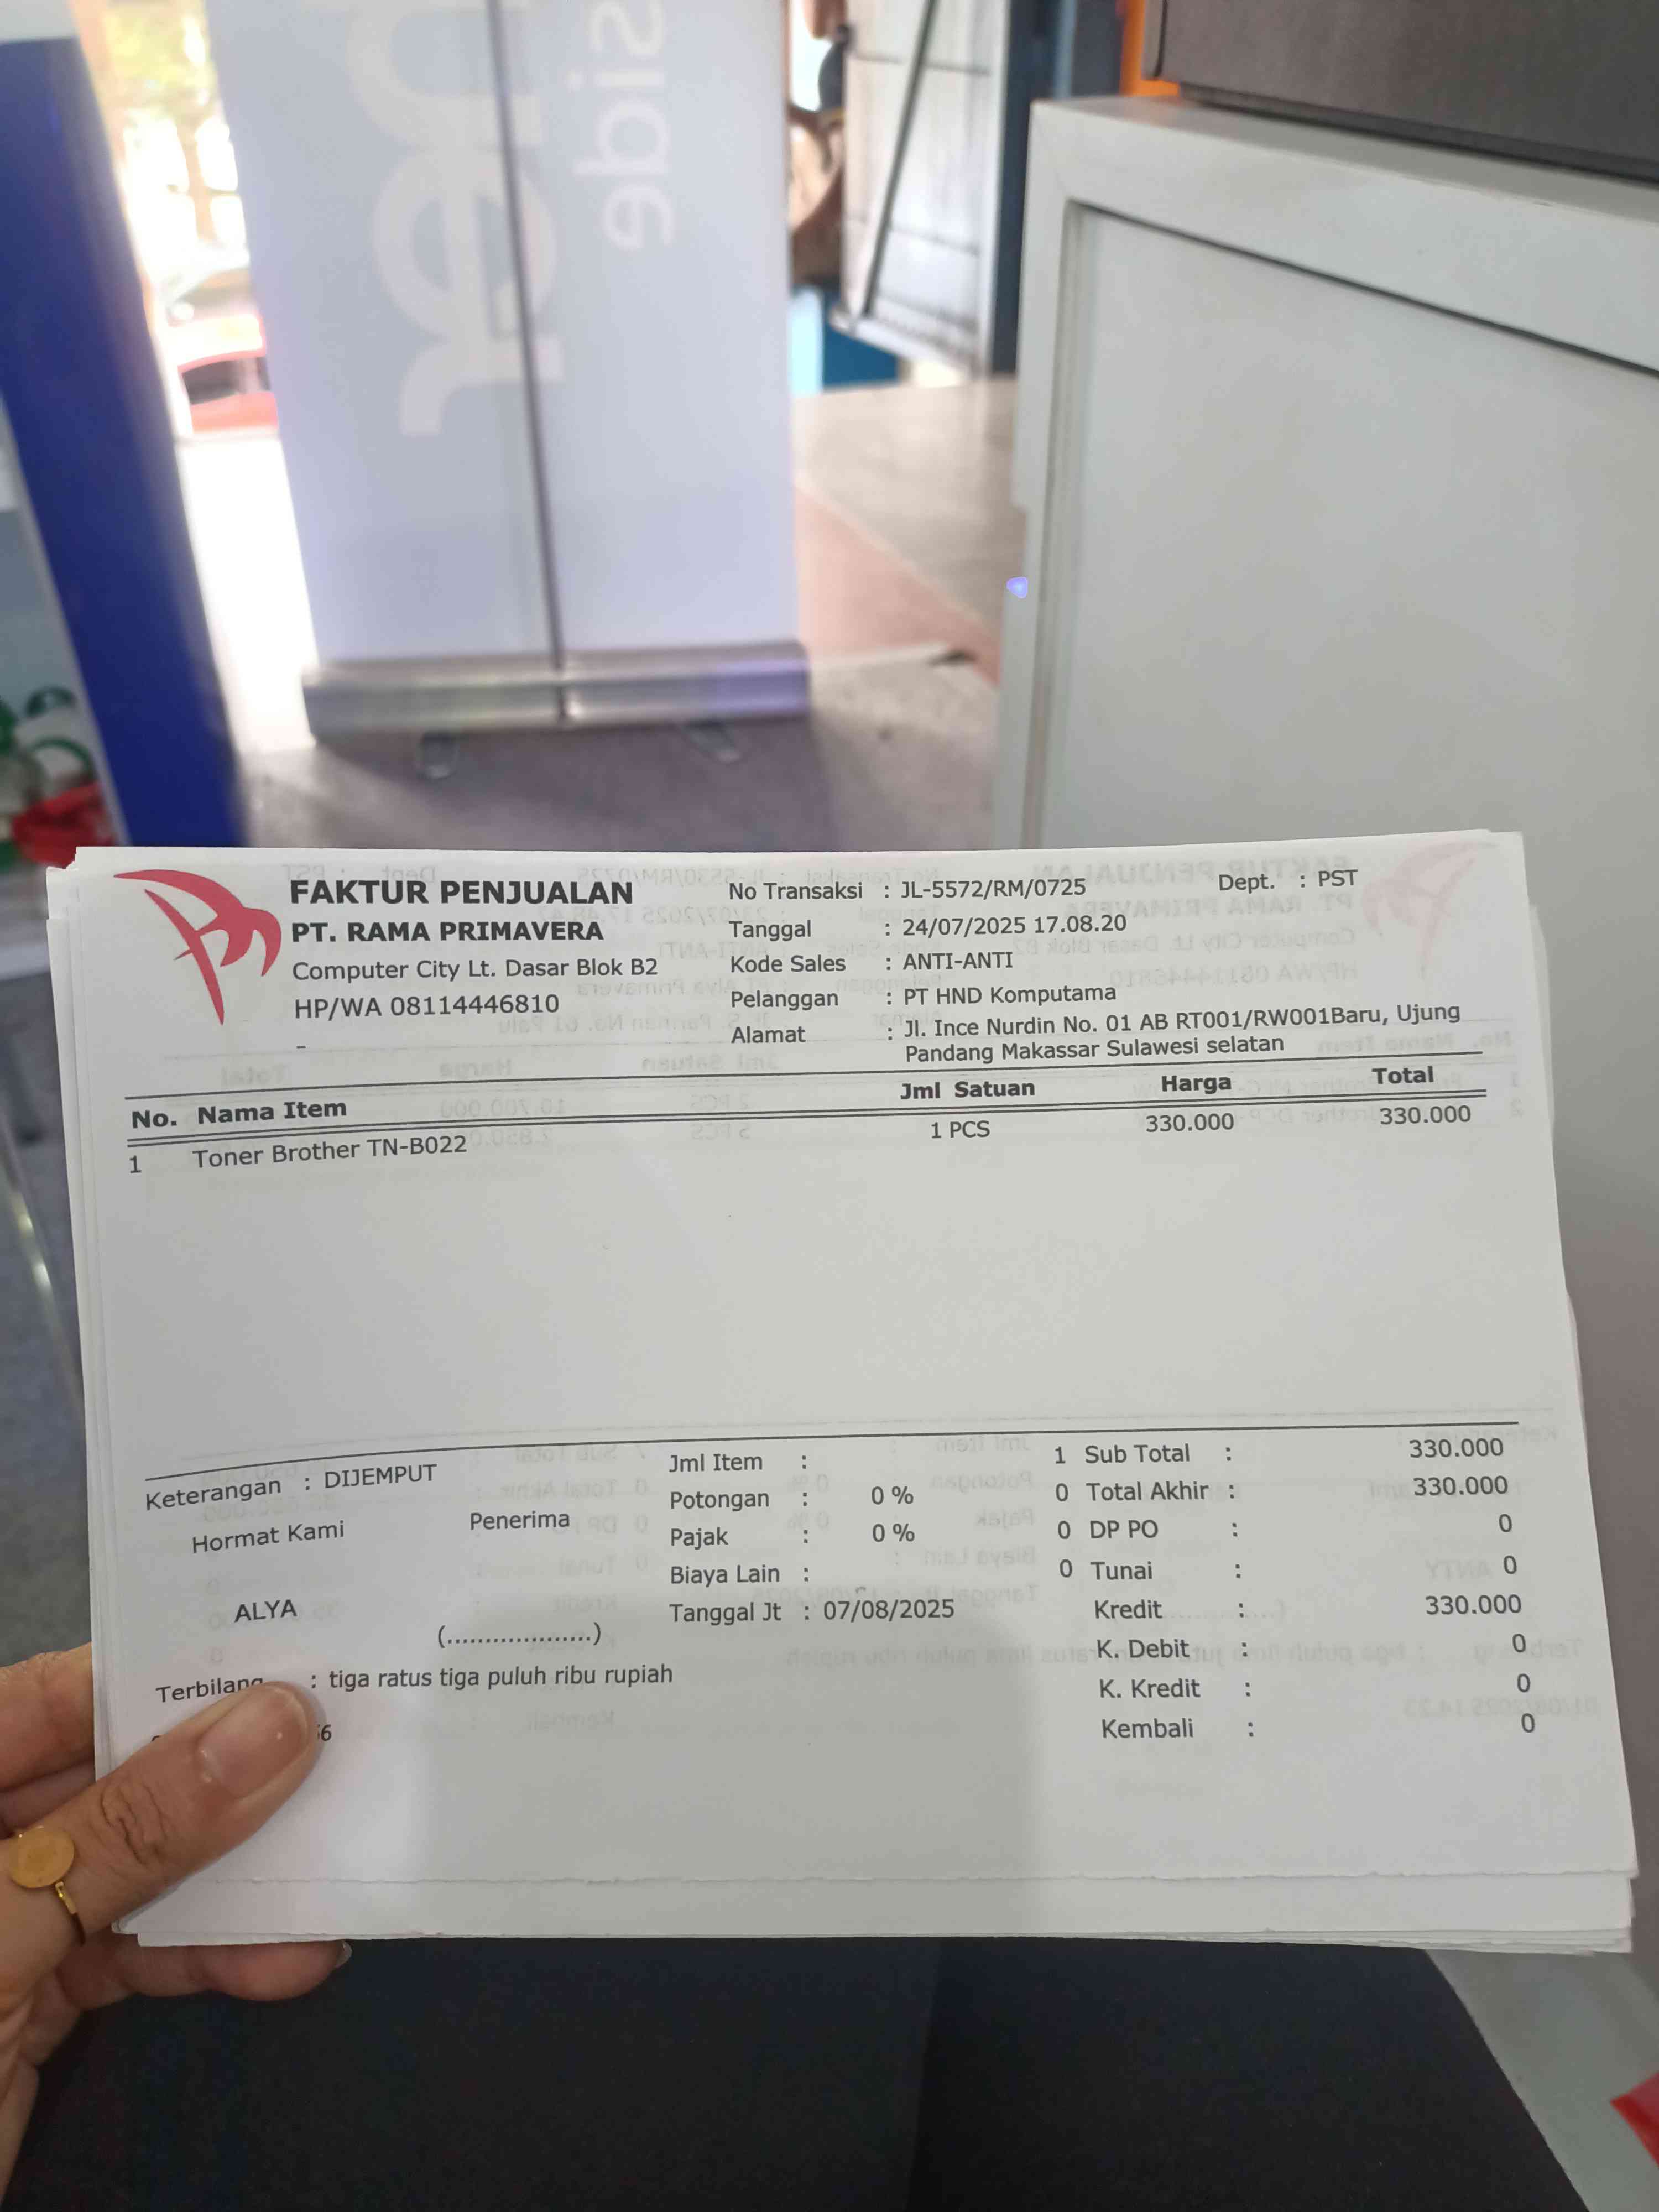 side
FAKTUR PENJUALAN
PT. RAMA PRIMAVERA
Computer City Lt. Dasar Blok B2
HP/WA 08114446810
-
No Transaksi : JL-5572/RM/0725
Dept. : PST
Tanggal : 24/07/2025 17.08.20
Kode Sales : ANTI-ANTI
Pelanggan : PT HND Komputama
Alamat : Jl. Ince Nurdin No. 01 AB RT001/RW001Baru, Ujung
Pandang Makassar Sulawesi selatan
No. Nama Item Jml Satuan Harga Total
1 Toner Brother TN-B022 1 PCS 330.000 330.000
Keterangan : DIJEMPUT
Hormat Kami Penerima
ALYA
(...................)
Terbilang : tiga ratus tiga puluh ribu rupiah
Jml Item : 1
Potongan : 0 % 0
Pajak : 0 % 0
Biaya Lain : 0
Tanggal Jt : 07/08/2025
Sub Total : 330.000
Total Akhir : 330.000
DP PO : 0
Tunai : 0
Kredit : 330.000
K. Debit : 0
K. Kredit : 0
Kembali : 0